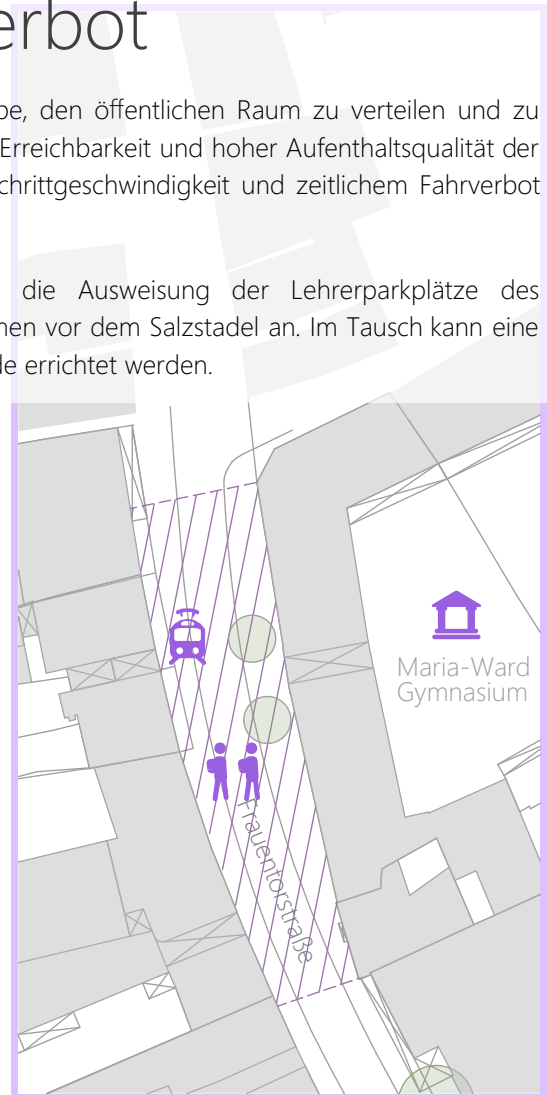 erbot
be, den öffentlichen Raum zu verteilen und zu
Erreichbarkeit und hoher Aufenthaltsqualität der
chrittgeschwindigkeit und zeitlichem Fahrverbot
die Ausweisung der Lehrerparkplätze des
nen vor dem Salzstadel an. Im Tausch kann eine
de errichtet werden.
Maria-Ward
Gymnasium
Frauentorstraße